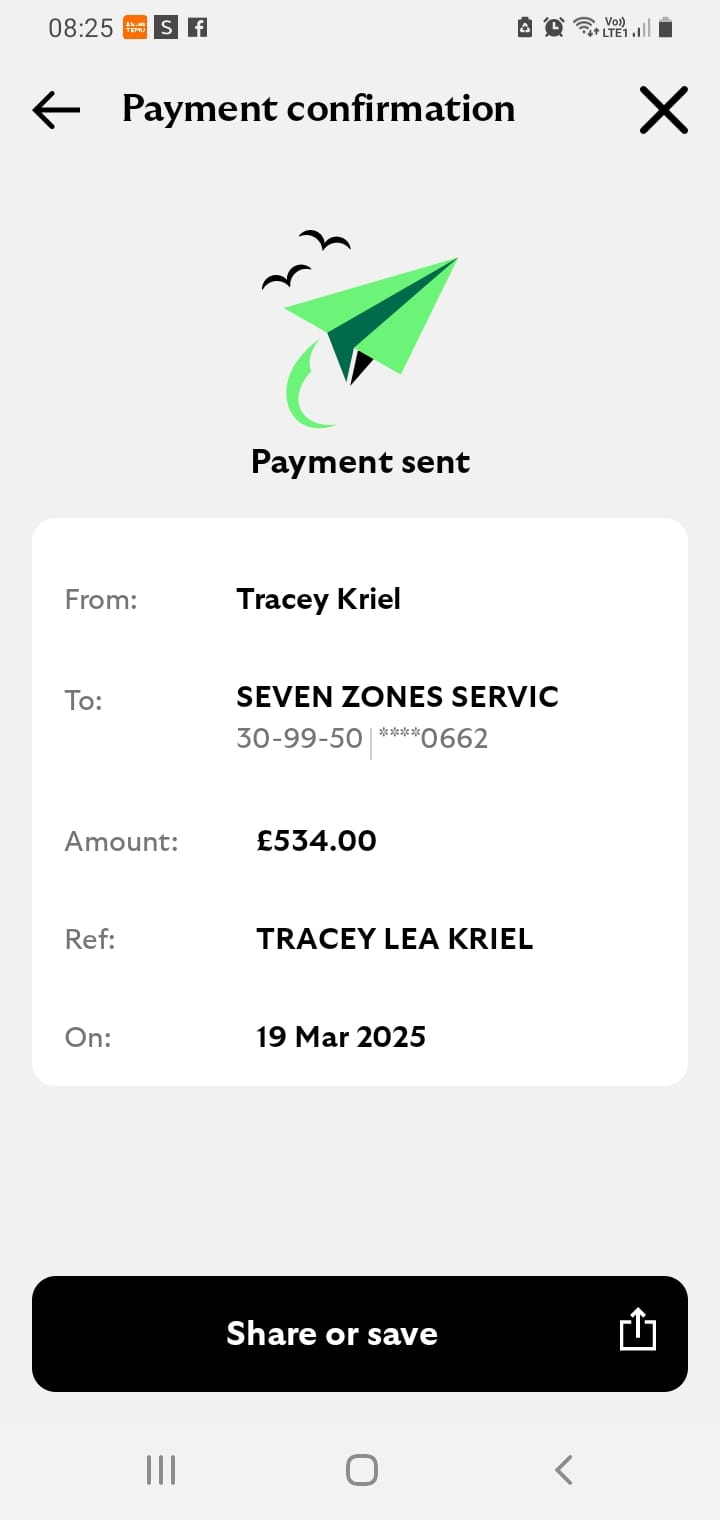 08:25 TEMU S f Vo)) LTE1
Payment confirmation
Payment sent
From: Tracey Kriel
To: SEVEN ZONES SERVIC
30-99-50 | ****0662
Amount: £534.00
Ref: TRACEY LEA KRIEL
On: 19 Mar 2025
Share or save